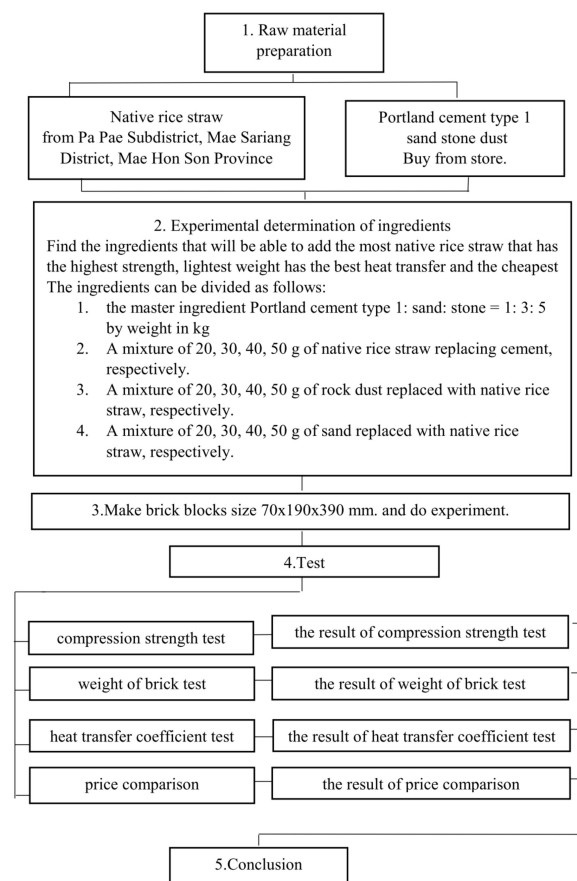 1. Raw material
preparation
Native rice straw
from Pa Pae Subdistrict, Mae Sariang
District, Mae Hon Son Province
Portland cement type 1
sand stone dust
Buy from store.
2. Experimental determination of ingredients
Find the ingredients that will be able to add the most native rice straw that has
the highest strength, lightest weight has the best heat transfer and the cheapest
The ingredients can be divided as follows:
1. the master ingredient Portland cement type 1: sand: stone = 1: 3: 5
by weight in kg
2. A mixture of 20, 30, 40, 50 g of native rice straw replacing cement,
respectively.
3. A mixture of 20, 30, 40, 50 g of rock dust replaced with native rice
straw, respectively.
4. A mixture of 20, 30, 40, 50 g of sand replaced with native rice
straw, respectively.
3.Make brick blocks size 70x190x390 mm. and do experiment.
4.Test
compression strength test
the result of compression strength test
weight of brick test
the result of weight of brick test
heat transfer coefficient test
the result of heat transfer coefficient test
price comparison
the result of price comparison
5.Conclusion